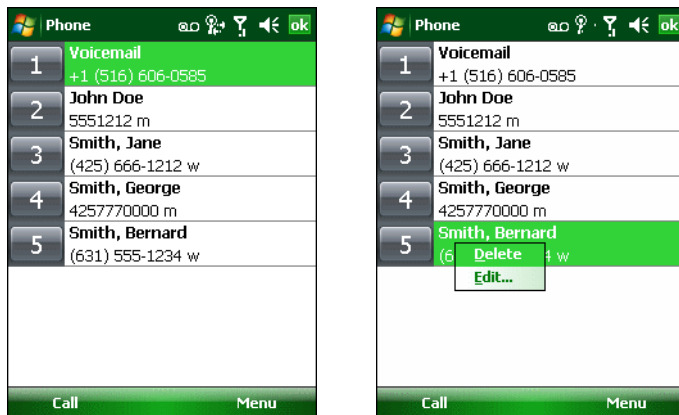 Phone
ok
1
Voicemail
+1 (516) 606-0585
2
John Doe
5551212 m
3
Smith, Jane
(425) 666-1212 w
4
Smith, George
4257770000 m
5
Smith, Bernard
(631) 555-1234 w
Call
Menu
Phone
ok
1
Voicemail
+1 (516) 606-0585
2
John Doe
5551212 m
3
Smith, Jane
(425) 666-1212 w
4
Smith, George
4257770000 m
5
Smith, Bernard
(6
4 w
Delete
Edit...
Call
Menu